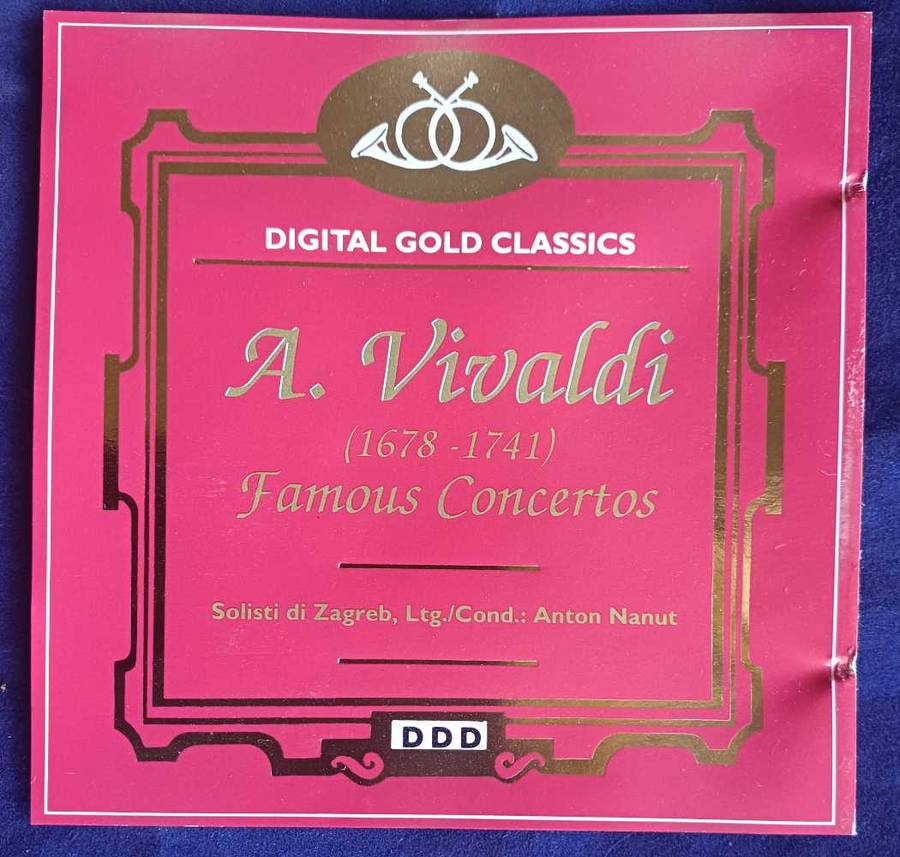 DIGITAL GOLD CLASSICS
A. Vivaldi
(1678 -1741)
Famous Concertos
Solisti di Zagreb, Ltg./Cond.: Anton Nanut
DDD